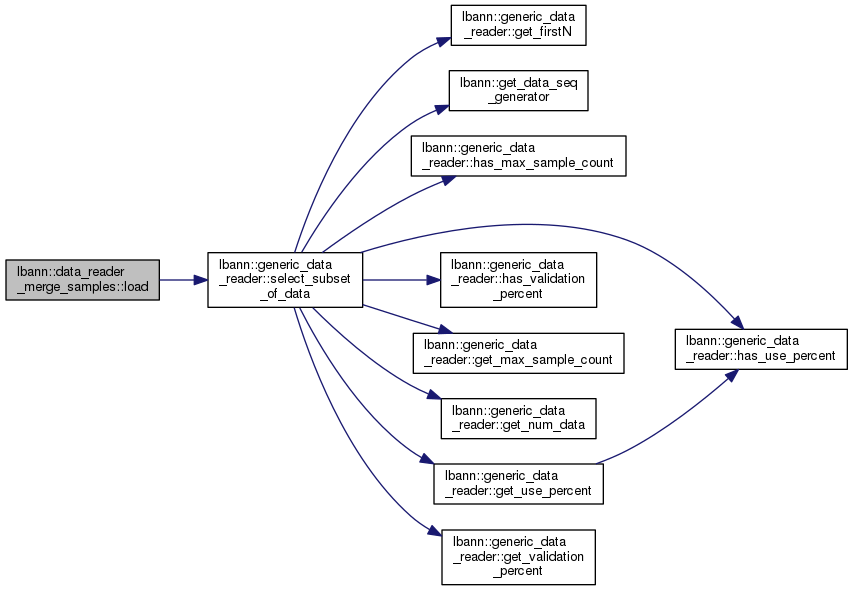 lbann::data_reader
_merge_samples::load
lbann::generic_data
_reader::select_subset
_of_data
lbann::generic_data
_reader::get_firstN
lbann::get_data_seq
_generator
lbann::generic_data
_reader::has_max_sample_count
lbann::generic_data
_reader::has_validation
_percent
lbann::generic_data
_reader::get_max_sample_count
lbann::generic_data
_reader::get_num_data
lbann::generic_data
_reader::get_use_percent
lbann::generic_data
_reader::get_validation
_percent
lbann::generic_data
_reader::has_use_percent